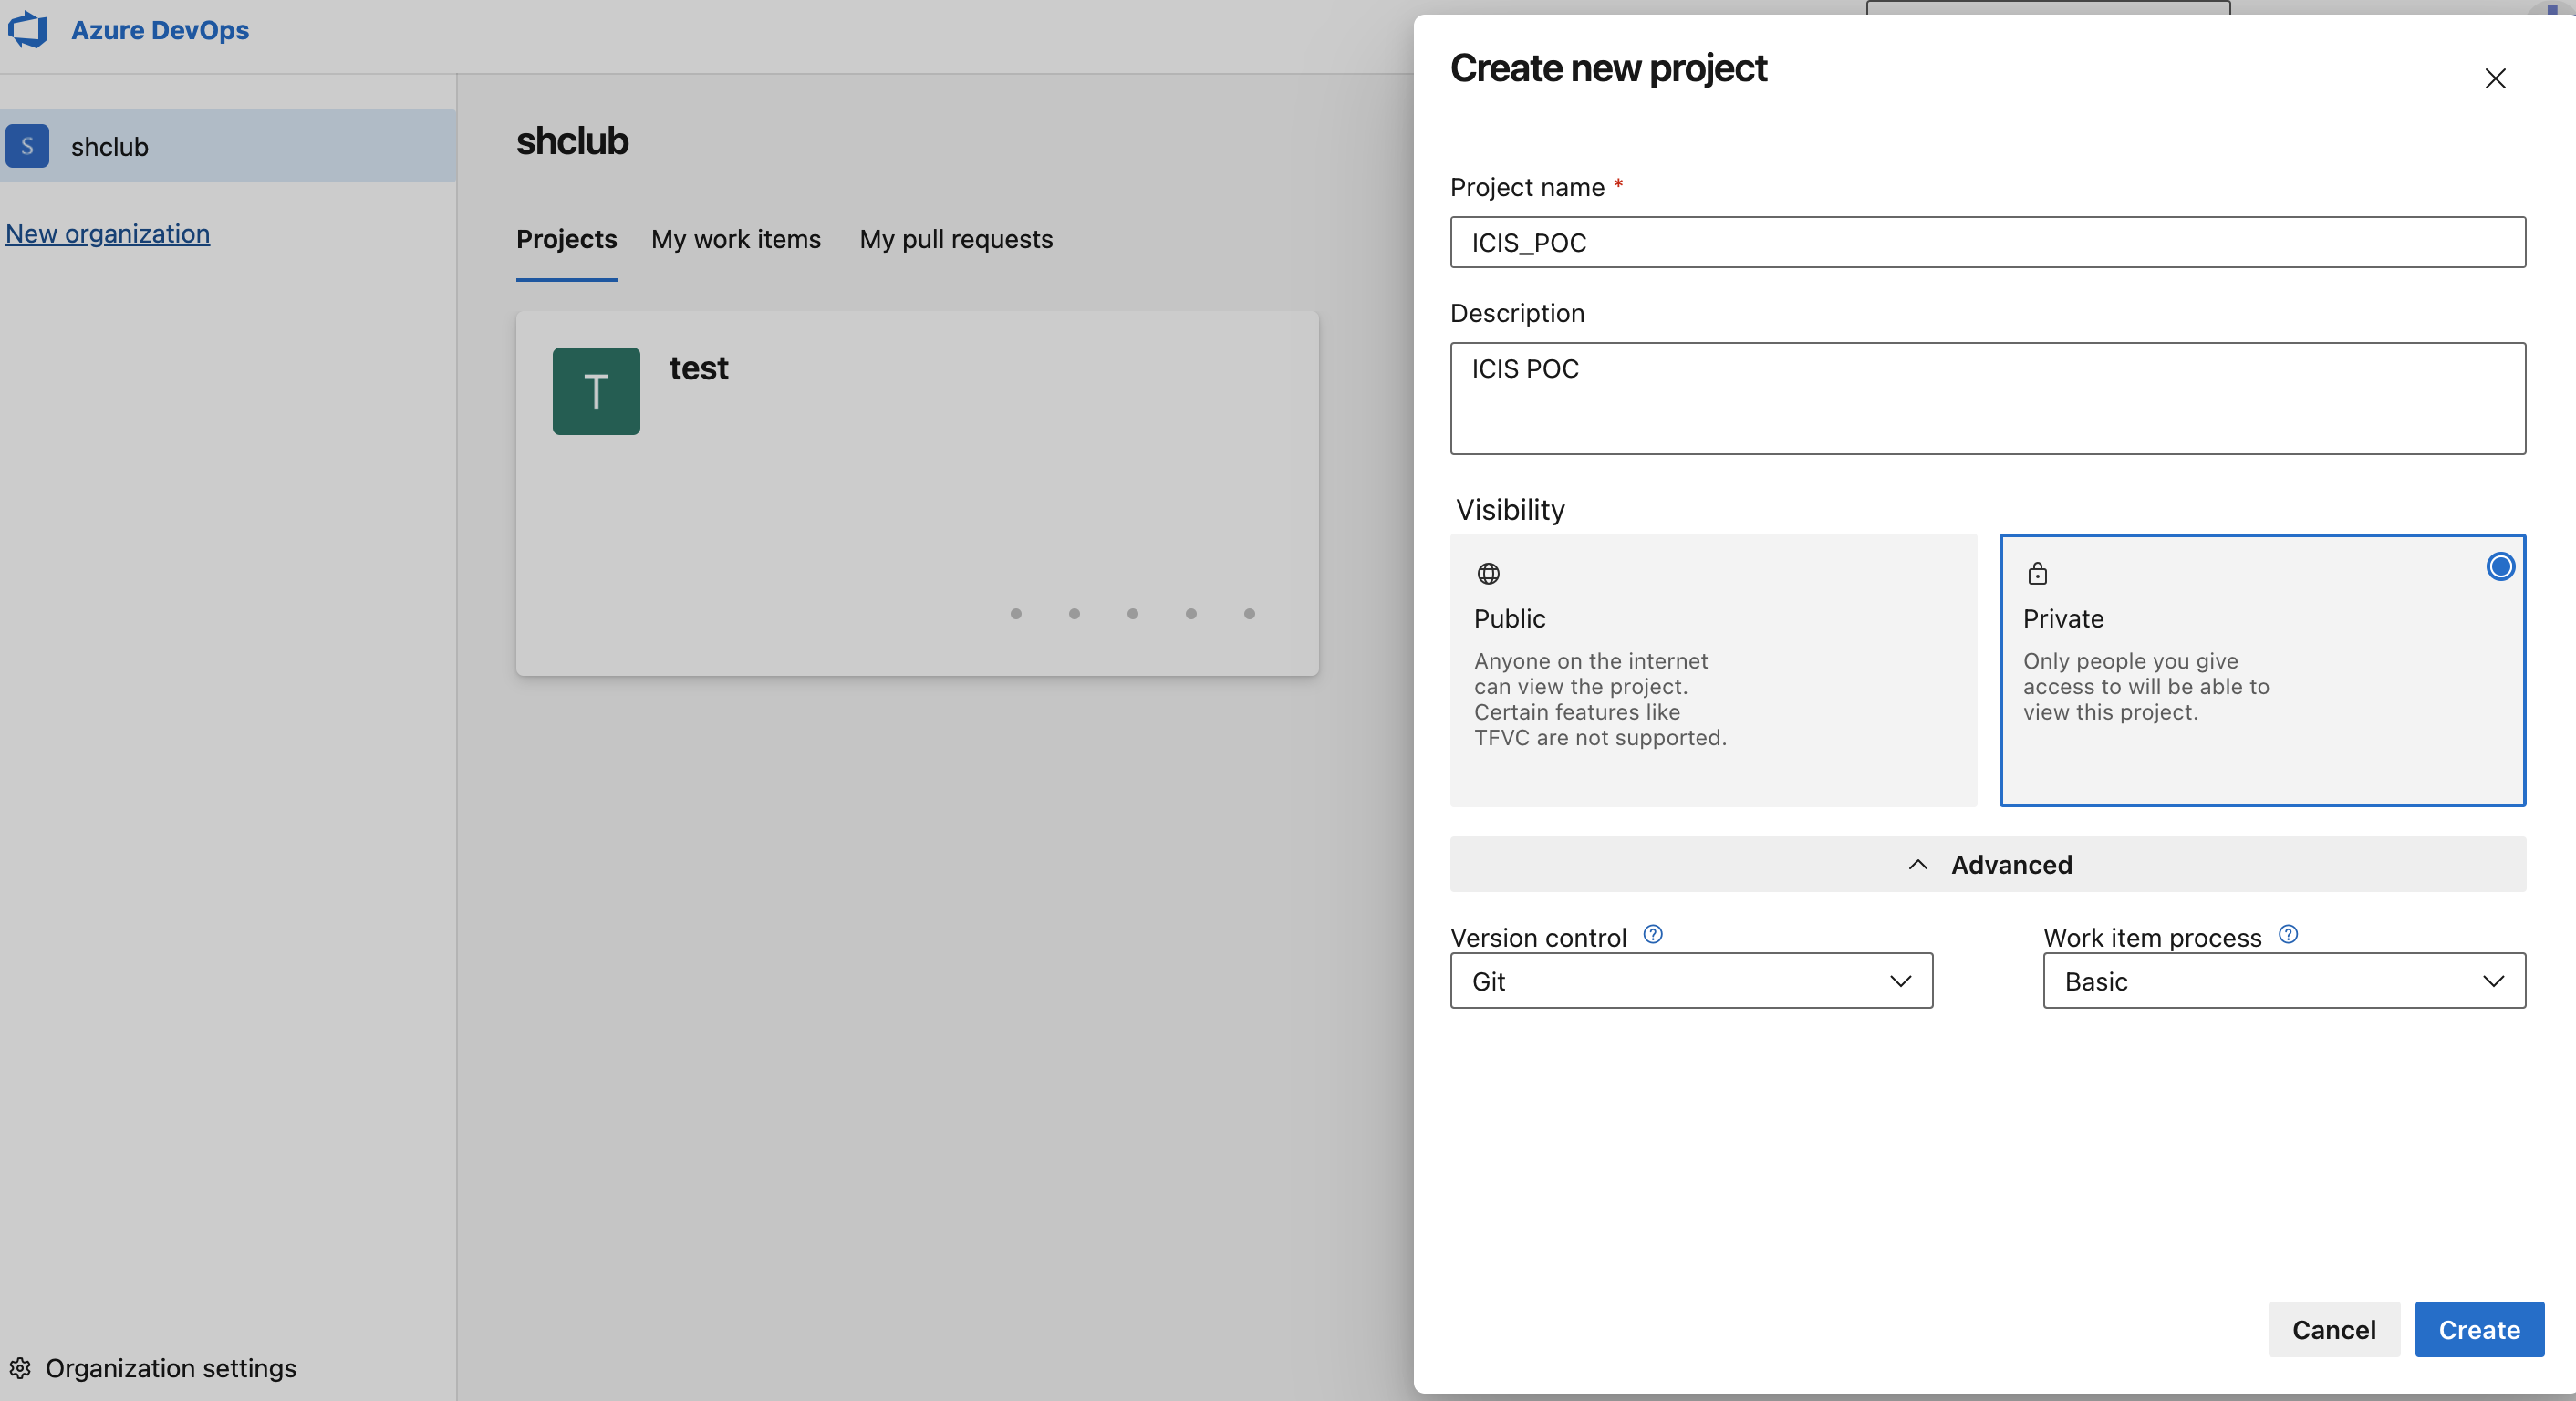 Azure DevOps
S
shclub
New organization
Organization settings
shclub
Projects
My work items
My pull requests
T
test
Create new project
Project name *
ICIS_POC
Description
ICIS POC
Visibility
Public
Anyone on the internet
can view the project.
Certain features like
TFVC are not supported.
Private
Only people you give
access to will be able to
view this project.
Advanced
Version control ?
Git
Work item process ?
Basic
Cancel
Create